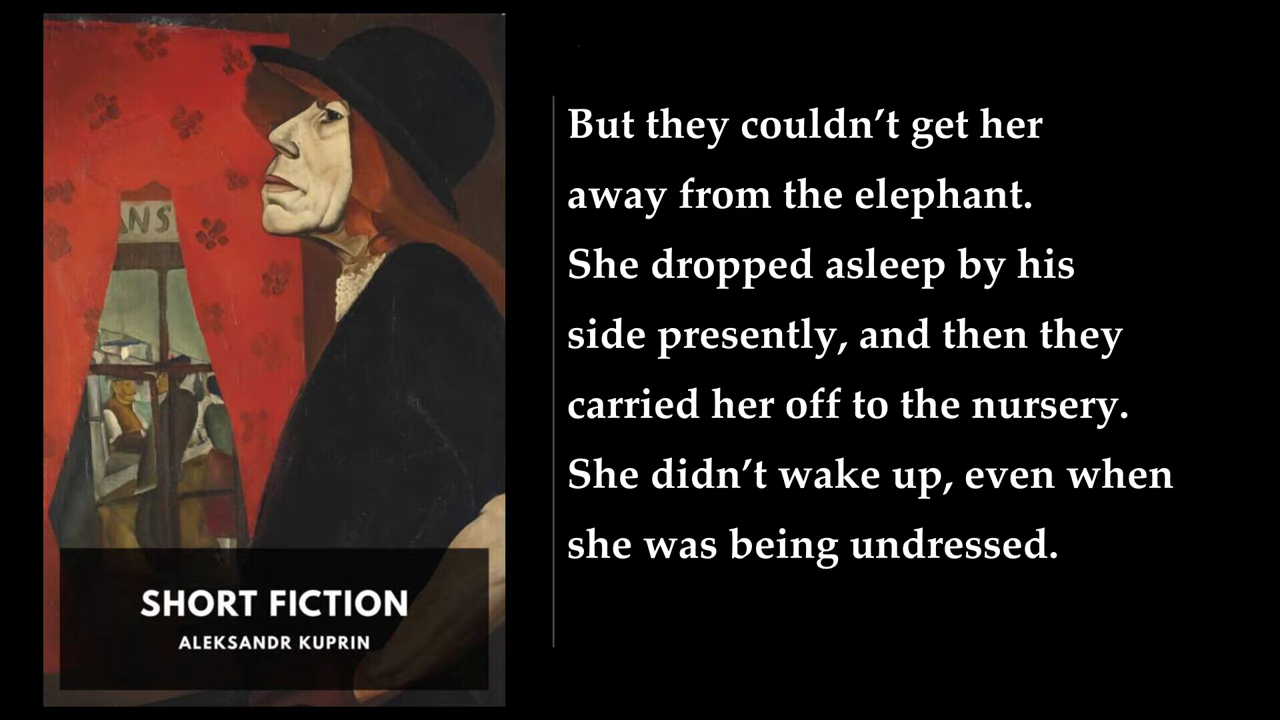 NS
SHORT FICTION
ALEKSANDR KUPRIN
But they couldn’t get her
away from the elephant.
She dropped asleep by his
side presently, and then they
carried her off to the nursery.
She didn’t wake up, even when
she was being undressed.